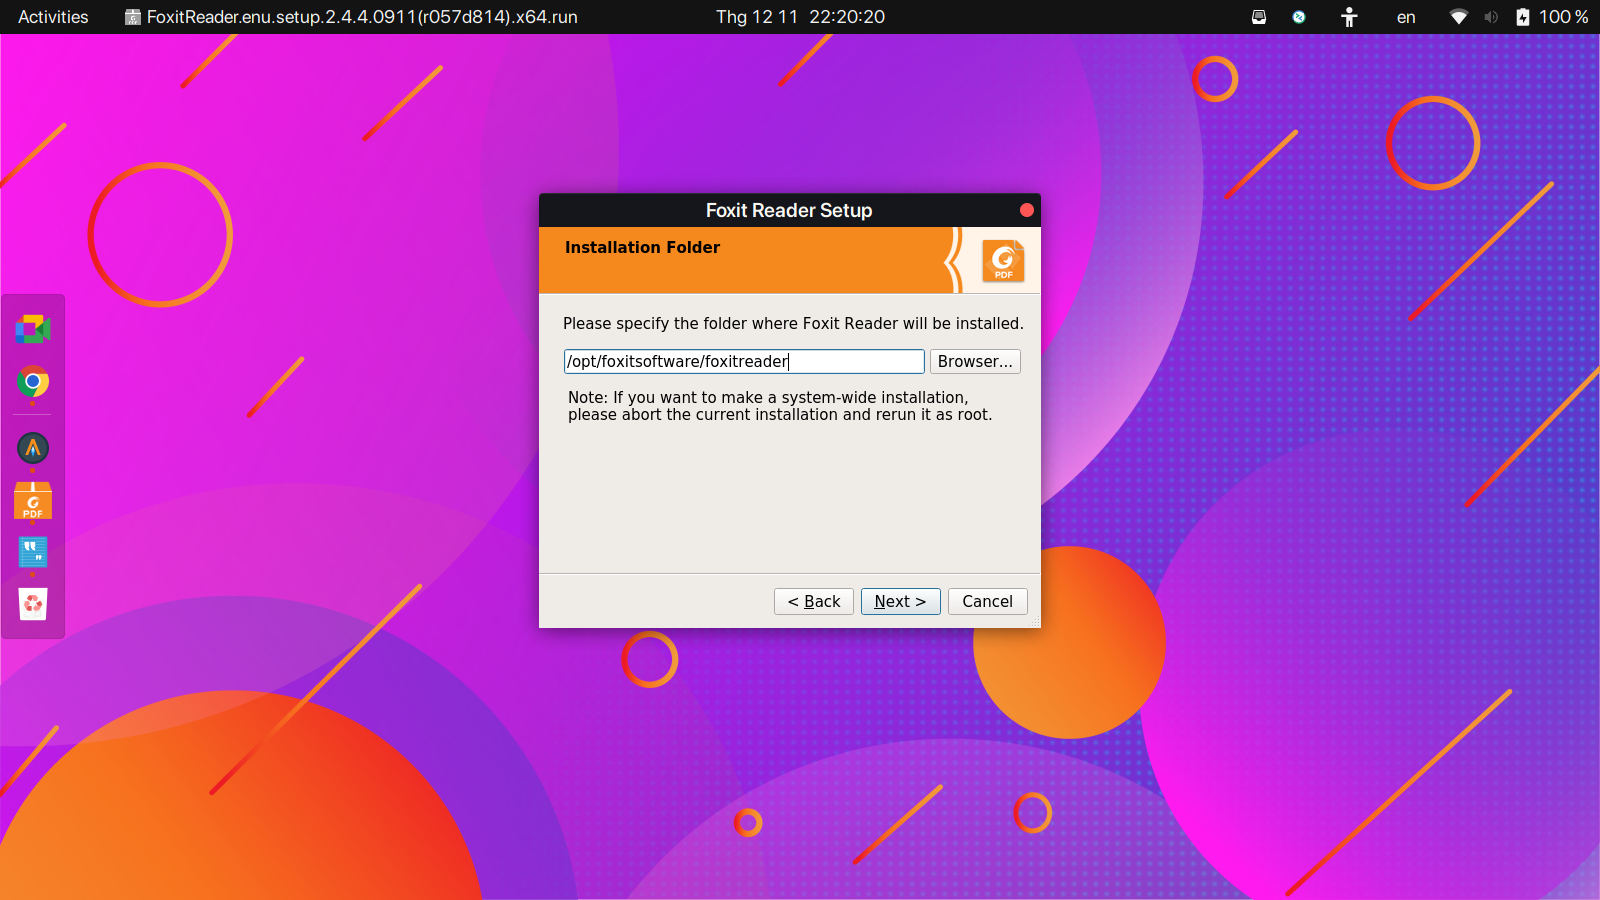 Activities FoxitReader.enu.setup.2.4.4.0911(r057d814).x64.run Thg 12 11 22:20:20 en 100 %
Foxit Reader Setup
Installation Folder
PDF
Please specify the folder where Foxit Reader will be installed.
/opt/foxitsoftware/foxitreader Browser...
Note: If you want to make a system-wide installation,
please abort the current installation and rerun it as root.
PDF
< Back Next > Cancel